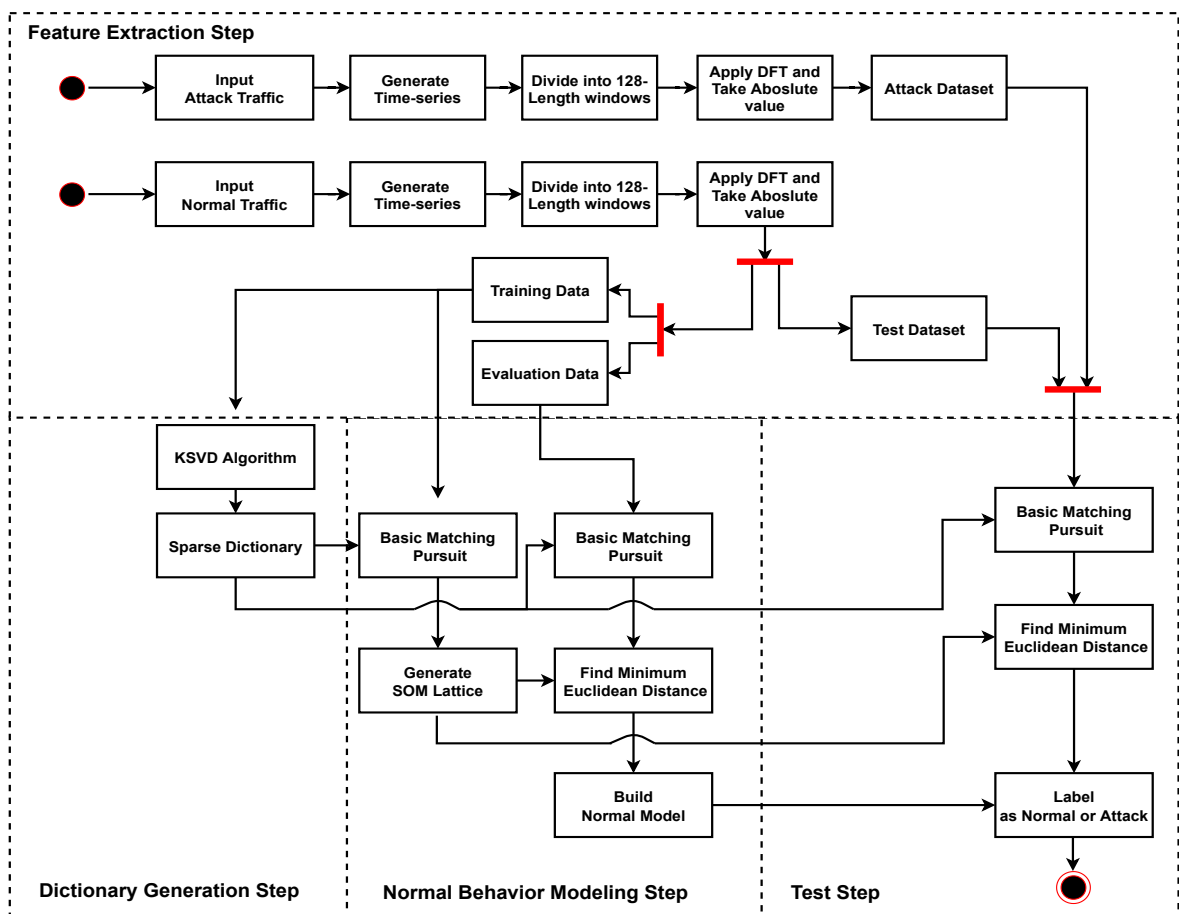 Feature Extraction Step
Input
Attack Traffic
Generate
Time-series
Divide into 128-
Length windows
Apply DFT and
Take Aboslute
value
Attack Dataset
Input
Normal Traffic
Generate
Time-series
Divide into 128-
Length windows
Apply DFT and
Take Aboslute
value
Training Data
Test Dataset
Evaluation Data
KSVD Algorithm
Sparse Dictionary
Basic Matching
Pursuit
Basic Matching
Pursuit
Basic Matching
Pursuit
Generate
SOM Lattice
Find Minimum
Euclidean Distance
Find Minimum
Euclidean Distance
Build
Normal Model
Label
as Normal or Attack
Dictionary Generation Step
Normal Behavior Modeling Step
Test Step